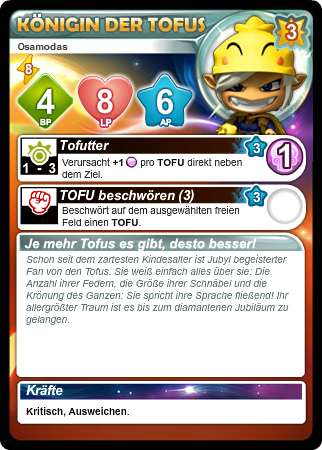 KÖNIGIN DER TOFUS
3
Osamodas
8
4
BP
8
LP
6
AP
Tofutter
3
1
1 - 3
Verursacht +1 pro TOFU direkt neben
dem Ziel.
TOFU beschwören (3)
3
Beschwört auf dem ausgewählten freien
Feld einen TOFU.
Je mehr Tofus es gibt, desto besser!
Schon seit dem zartesten Kindesalter ist Jubyl begeisterter
Fan von den Tofus. Sie weiß einfach alles über sie: Die
Anzahl ihrer Federn, die Größe ihrer Schnäbel und die
Krönung des Ganzen: Sie spricht ihre Sprache fließend! Ihr
allergrößter Traum ist es bis zum diamantenen Jubiläum zu
gelangen.
Kräfte
Kritisch, Ausweichen.